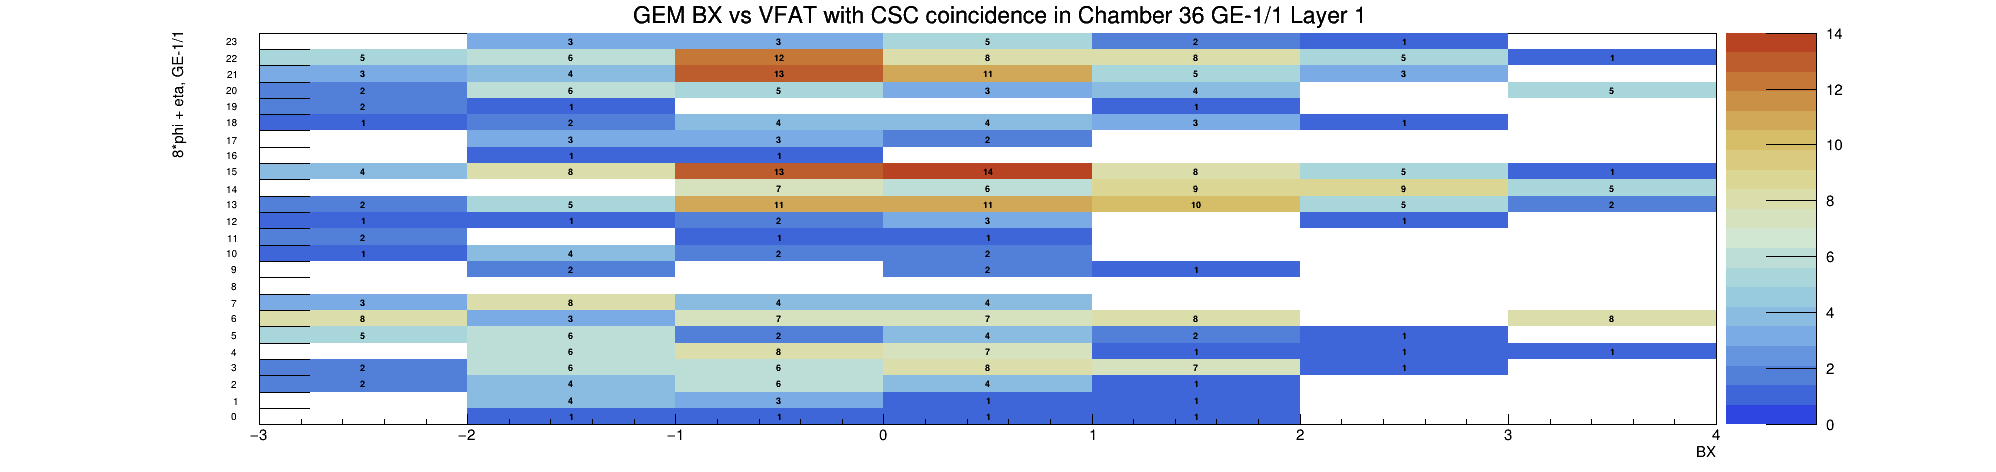 GEM BX vs VFAT with CSC coincidence in Chamber 36 GE-1/1 Layer 1
8*phi + eta, GE-1/1
23 3 3 5 2 1 14
22 5 6 12 8 8 5 1
21 3 4 13 11 5 3
20 2 6 5 3 4 5 12
19 2 1 1
18 1 2 4 4 3 1
17 3 3 2 10
16 1 1
15 4 8 13 14 8 5 1
14 7 6 9 9 5
13 2 5 11 11 10 5 2 8
12 1 1 2 3 1
11 2 1 1
10 1 4 2 2 6
9 2 2 1
8
7 3 8 4 4
6 8 3 7 7 8 8 4
5 5 6 2 4 2 1
4 6 8 7 1 1 1
3 2 6 6 8 7 1 2
2 2 4 6 4 1
1 4 3 1 1
0 1 1 1 1 0
−3 −2 −1 0 1 2 3 4
BX